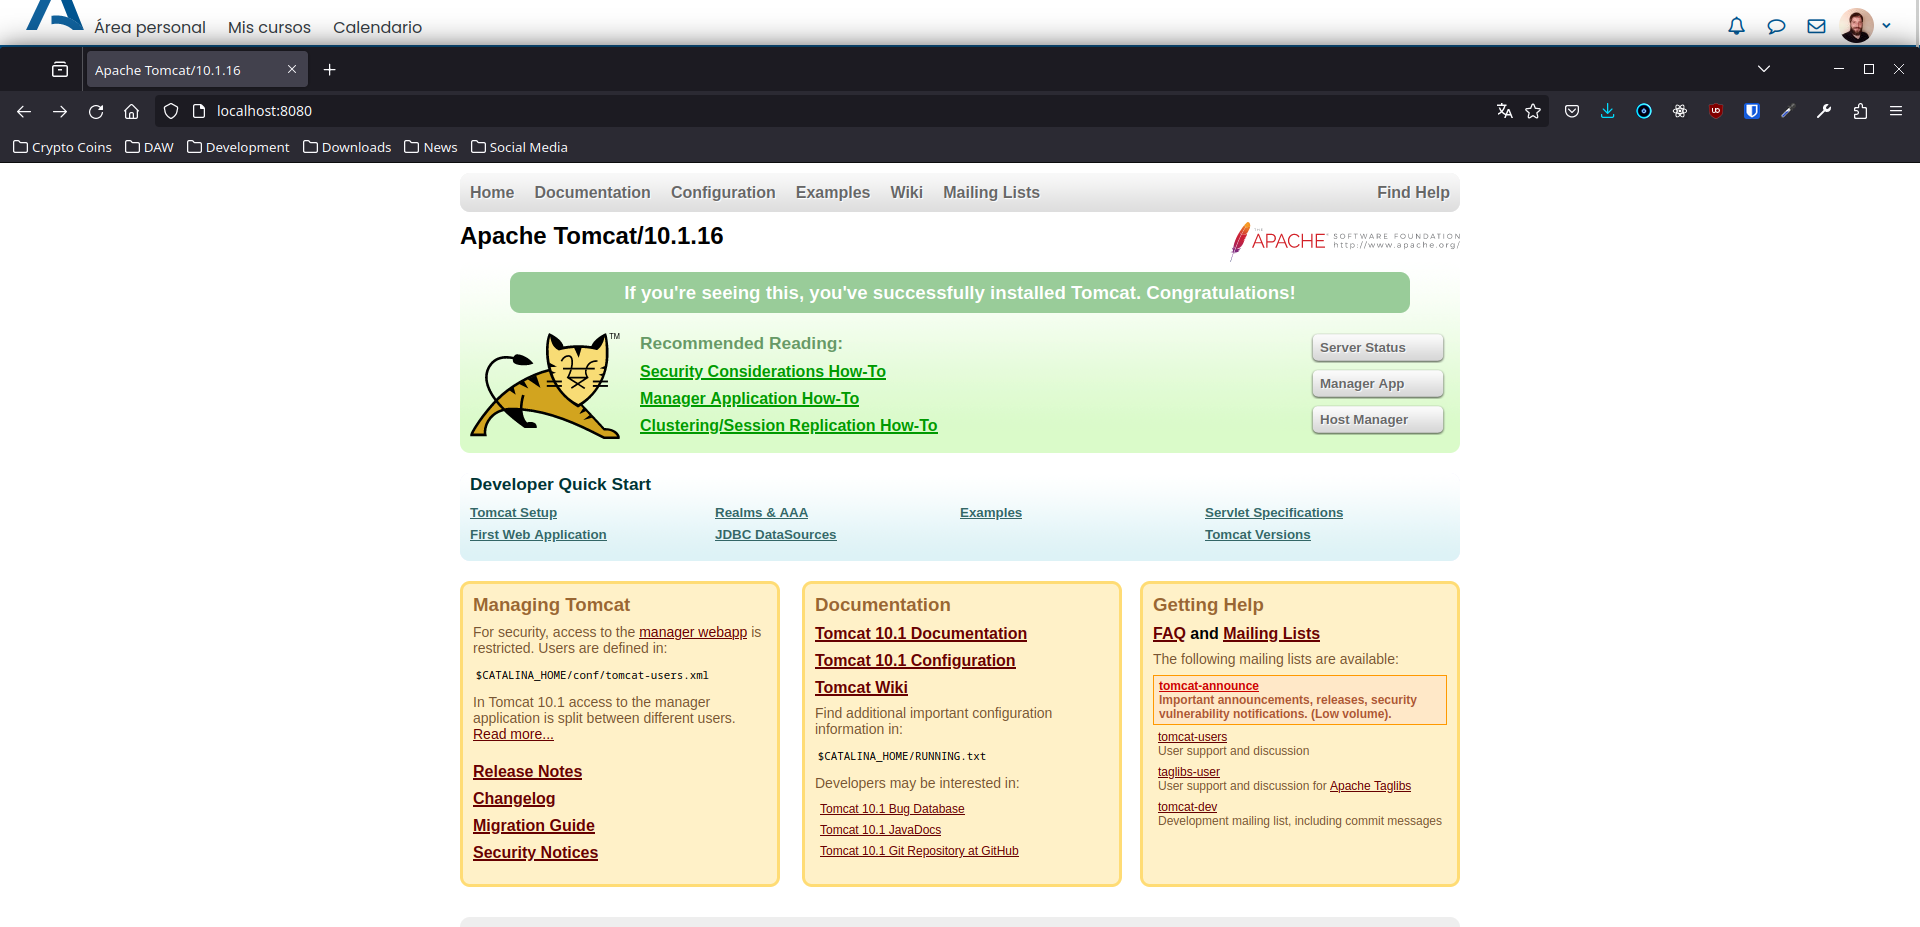 Área personal Mis cursos Calendario
Apache Tomcat/10.1.16
localhost:8080
Crypto Coins DAW Development Downloads News Social Media
Home Documentation Configuration Examples Wiki Mailing Lists Find Help
Apache Tomcat/10.1.16
THE APACHE SOFTWARE FOUNDATION
http://www.apache.org/
If you're seeing this, you've successfully installed Tomcat. Congratulations!
TM
Recommended Reading:
Security Considerations How-To
Manager Application How-To
Clustering/Session Replication How-To
Server Status
Manager App
Host Manager
Developer Quick Start
Tomcat Setup
First Web Application
Realms & AAA
JDBC DataSources
Examples
Servlet Specifications
Tomcat Versions
Managing Tomcat
For security, access to the manager webapp is
restricted. Users are defined in:
$CATALINA_HOME/conf/tomcat-users.xml
In Tomcat 10.1 access to the manager
application is split between different users.
Read more...
Release Notes
Changelog
Migration Guide
Security Notices
Documentation
Tomcat 10.1 Documentation
Tomcat 10.1 Configuration
Tomcat Wiki
Find additional important configuration
information in:
$CATALINA_HOME/RUNNING.txt
Developers may be interested in:
Tomcat 10.1 Bug Database
Tomcat 10.1 JavaDocs
Tomcat 10.1 Git Repository at GitHub
Getting Help
FAQ and Mailing Lists
The following mailing lists are available:
tomcat-announce
Important announcements, releases, security
vulnerability notifications. (Low volume).
tomcat-users
User support and discussion
taglibs-user
User support and discussion for Apache Taglibs
tomcat-dev
Development mailing list, including commit messages